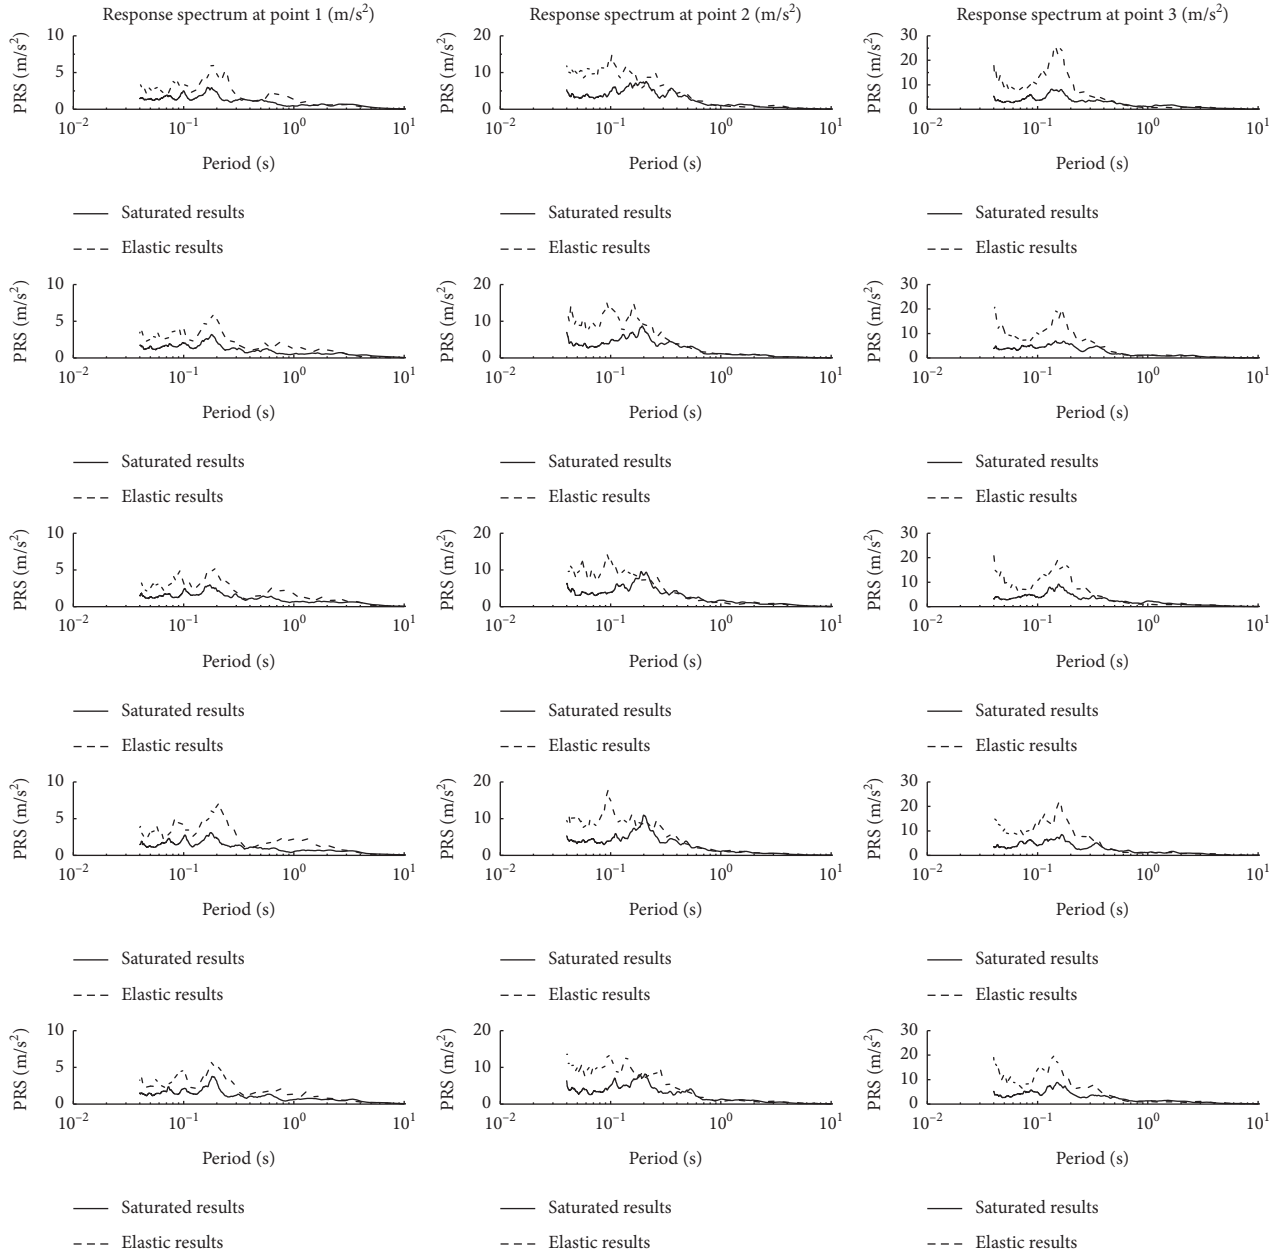 Response spectrum at point 1 (m/s²)
PRS (m/s²)
10
5
0
10⁻² 10⁻¹ 10⁰ 10¹
Period (s)
Saturated results
Elastic results
Response spectrum at point 2 (m/s²)
PRS (m/s²)
20
10
0
10⁻² 10⁻¹ 10⁰ 10¹
Period (s)
Saturated results
Elastic results
Response spectrum at point 3 (m/s²)
PRS (m/s²)
30
20
10
0
10⁻² 10⁻¹ 10⁰ 10¹
Period (s)
Saturated results
Elastic results
PRS (m/s²)
10
5
0
10⁻² 10⁻¹ 10⁰ 10¹
Period (s)
Saturated results
Elastic results
PRS (m/s²)
20
10
0
10⁻² 10⁻¹ 10⁰ 10¹
Period (s)
Saturated results
Elastic results
PRS (m/s²)
30
20
10
0
10⁻² 10⁻¹ 10⁰ 10¹
Period (s)
Saturated results
Elastic results
PRS (m/s²)
10
5
0
10⁻² 10⁻¹ 10⁰ 10¹
Period (s)
Saturated results
Elastic results
PRS (m/s²)
20
10
0
10⁻² 10⁻¹ 10⁰ 10¹
Period (s)
Saturated results
Elastic results
PRS (m/s²)
30
20
10
0
10⁻² 10⁻¹ 10⁰ 10¹
Period (s)
Saturated results
Elastic results
PRS (m/s²)
10
5
0
10⁻² 10⁻¹ 10⁰ 10¹
Period (s)
Saturated results
Elastic results
PRS (m/s²)
20
10
0
10⁻² 10⁻¹ 10⁰ 10¹
Period (s)
Saturated results
Elastic results
PRS (m/s²)
30
20
10
0
10⁻² 10⁻¹ 10⁰ 10¹
Period (s)
Saturated results
Elastic results
PRS (m/s²)
10
5
0
10⁻² 10⁻¹ 10⁰ 10¹
Period (s)
Saturated results
Elastic results
PRS (m/s²)
20
10
0
10⁻² 10⁻¹ 10⁰ 10¹
Period (s)
Saturated results
Elastic results
PRS (m/s²)
30
20
10
0
10⁻² 10⁻¹ 10⁰ 10¹
Period (s)
Saturated results
Elastic results